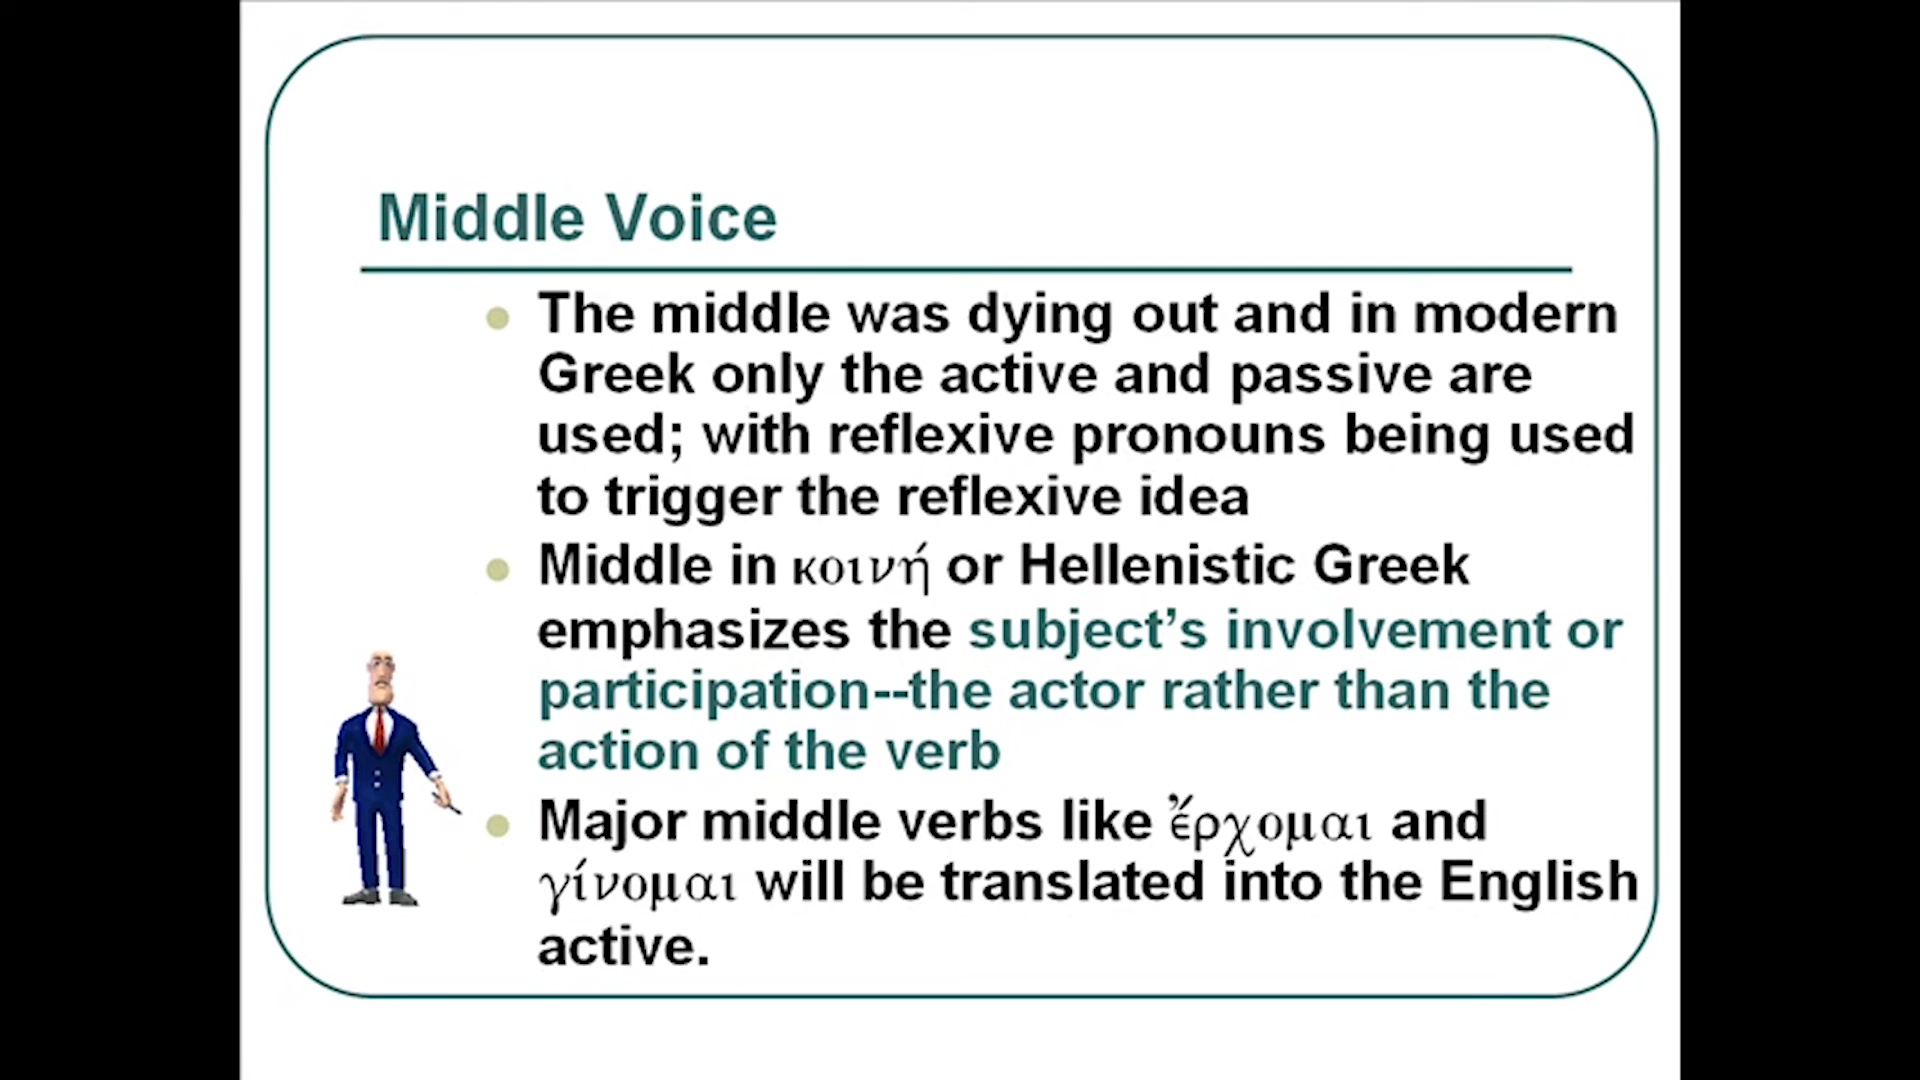 Middle Voice
The middle was dying out and in modern
Greek only the active and passive are
used; with reflexive pronouns being used
to trigger the reflexive idea
Middle in κοινή or Hellenistic Greek
emphasizes the subject’s involvement or
participation--the actor rather than the
action of the verb
Major middle verbs like ἔρχομαι and
γίνομαι will be translated into the English
active.